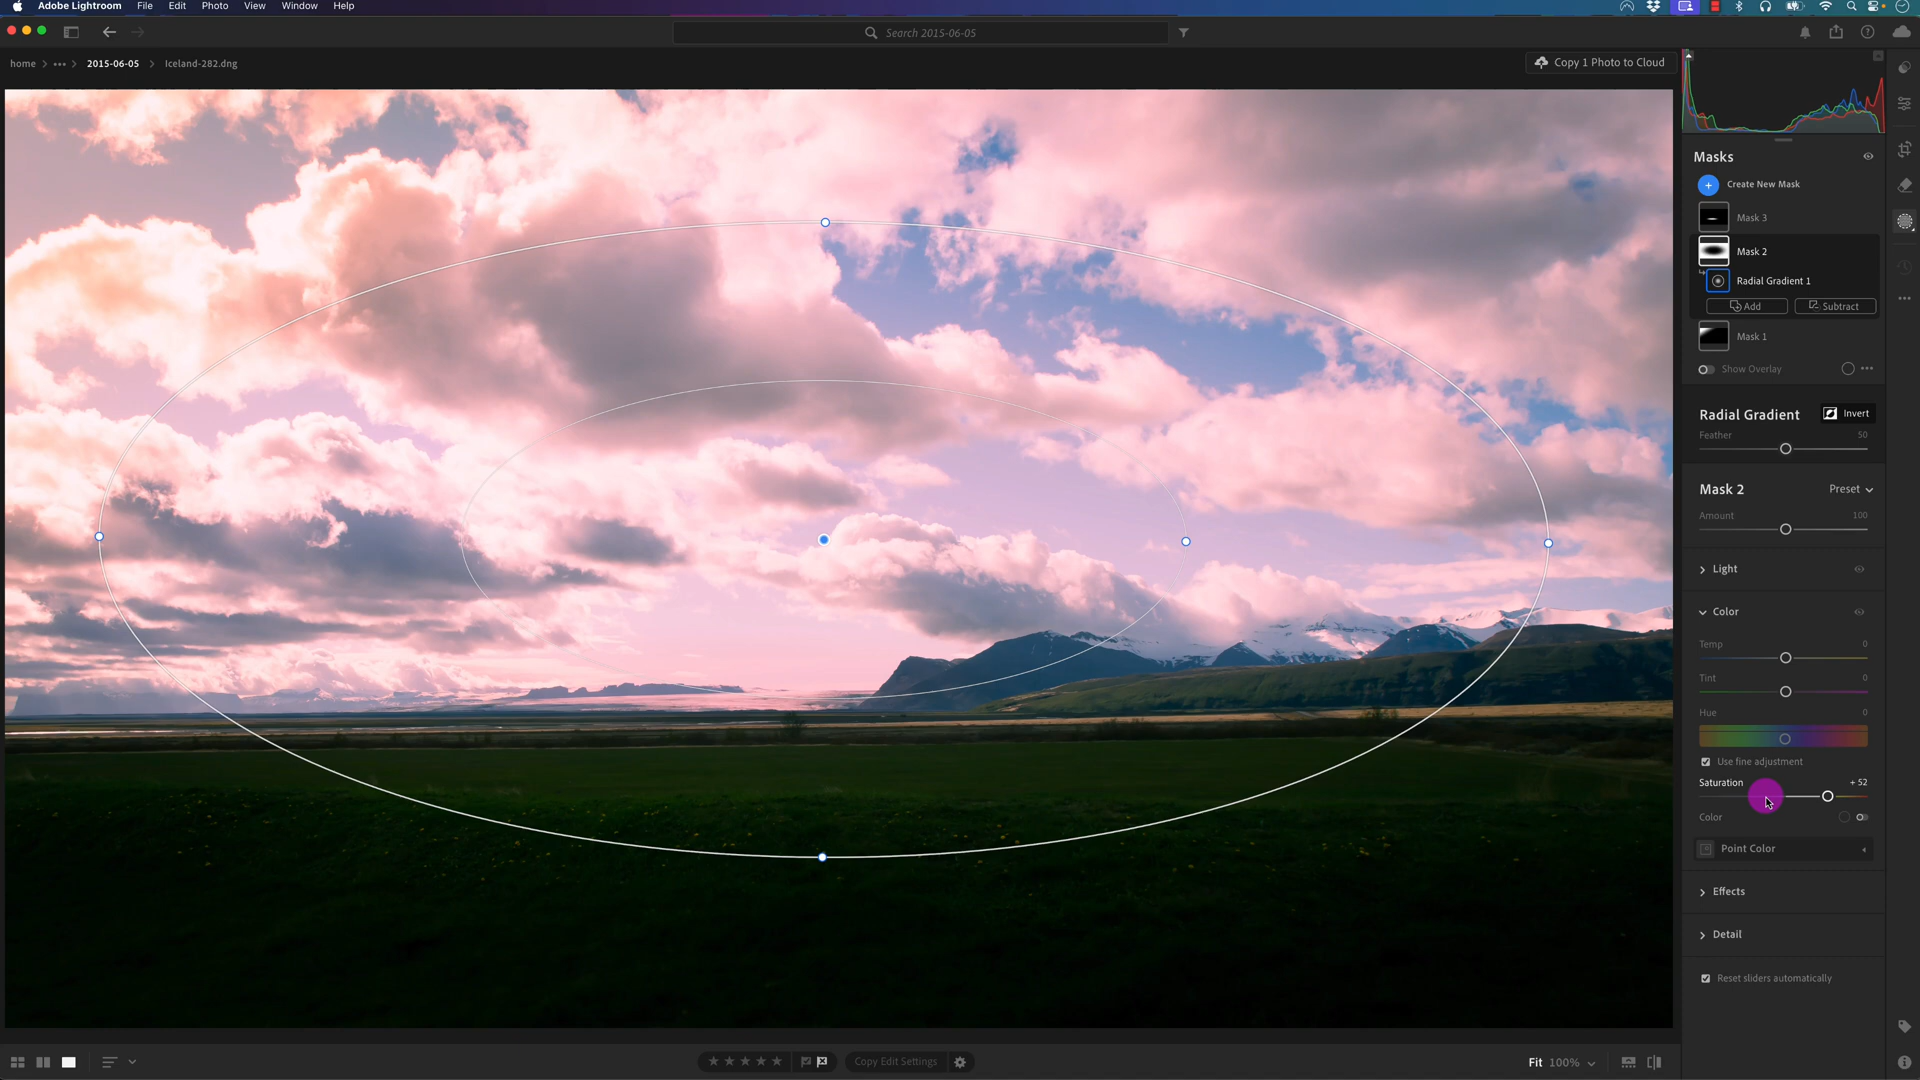 Adobe Lightroom File Edit Photo View Window Help
Search 2015-06-05
home ••• 2015-06-05 Iceland-282.dng
Copy 1 Photo to Cloud
Masks
Create New Mask
Mask 3
Mask 2
Radial Gradient 1
Add Subtract
Mask 1
Show Overlay
Radial Gradient Invert
Feather 50
Mask 2 Preset
Amount 100
Light
Color
Temp 0
Tint 0
Hue 0
Use fine adjustment
Saturation + 52
Color
Point Color
Effects
Detail
Reset sliders automatically
Copy Edit Settings
Fit 100%